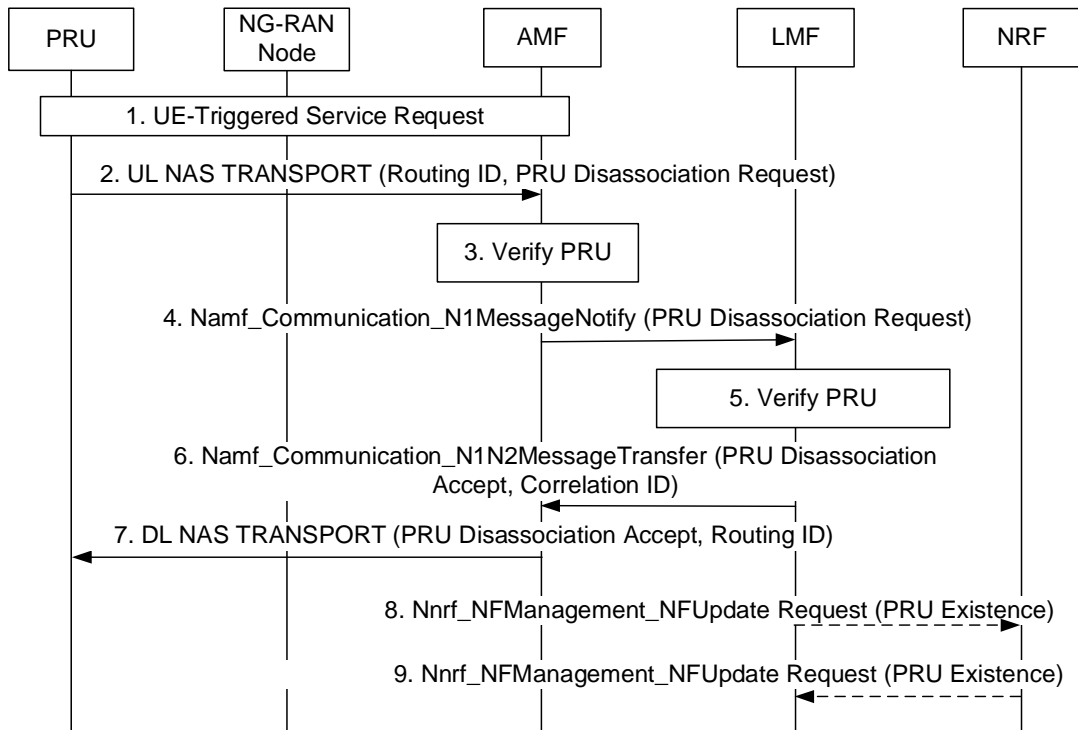 PRU
NG-RAN
Node
AMF
LMF
NRF
1. UE-Triggered Service Request
2. UL NAS TRANSPORT (Routing ID, PRU Disassociation Request)
3. Verify PRU
4. Namf_Communication_N1MessageNotify (PRU Disassociation Request)
5. Verify PRU
6. Namf_Communication_N1N2MessageTransfer (PRU Disassociation
Accept, Correlation ID)
7. DL NAS TRANSPORT (PRU Disassociation Accept, Routing ID)
8. Nnrf_NFManagement_NFUpdate Request (PRU Existence)
9. Nnrf_NFManagement_NFUpdate Request (PRU Existence)